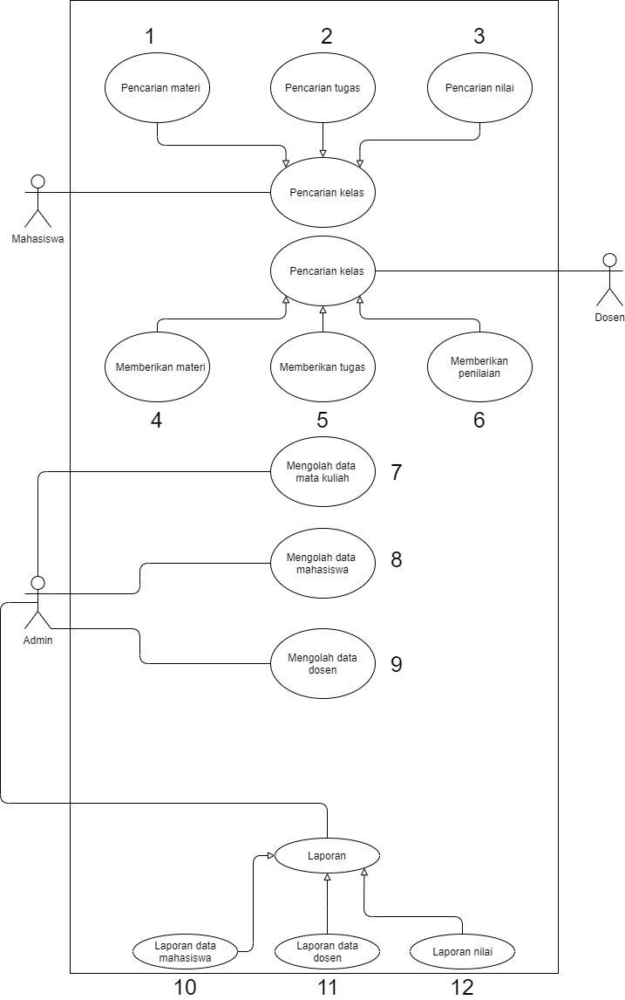 1
2
3
Pencarian materi
Pencarian tugas
Pencarian nilai
Pencarian kelas
Mahasiswa
Pencarian kelas
Dosen
Memberikan materi
Memberikan tugas
Memberikan
penilaian
4
5
6
Mengolah data
mata kuliah
7
Mengolah data
mahasiswa
8
Admin
Mengolah data
dosen
9
Laporan
Laporan data
mahasiswa
Laporan data
dosen
Laporan nilai
10
11
12